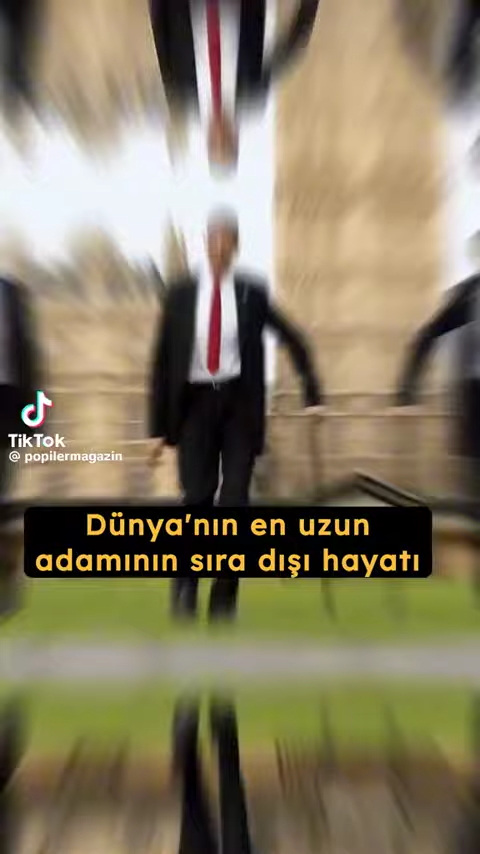 TikTok
@ popilermagazin
Dünya'nın en uzun
adamının sıra dışı hayatı